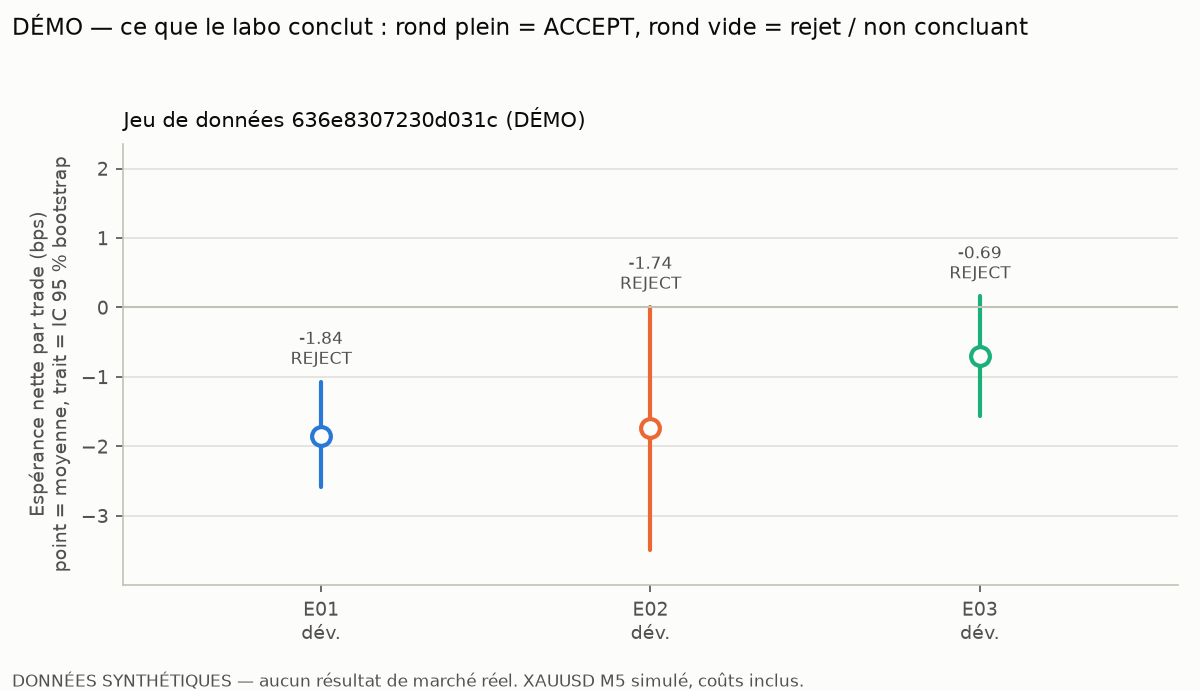 DÉMO — ce que le labo conclut : rond plein = ACCEPT, rond vide = rejet / non concluant
Jeu de données 636e8307230d031c (DÉMO)
Espérance nette par trade (bps)
point = moyenne, trait = IC 95 % bootstrap
2
1
0
−1
−2
−3
-1.84
REJECT
-1.74
REJECT
-0.69
REJECT
E01
dév.
E02
dév.
E03
dév.
DONNÉES SYNTHÉTIQUES — aucun résultat de marché réel. XAUUSD M5 simulé, coûts inclus.